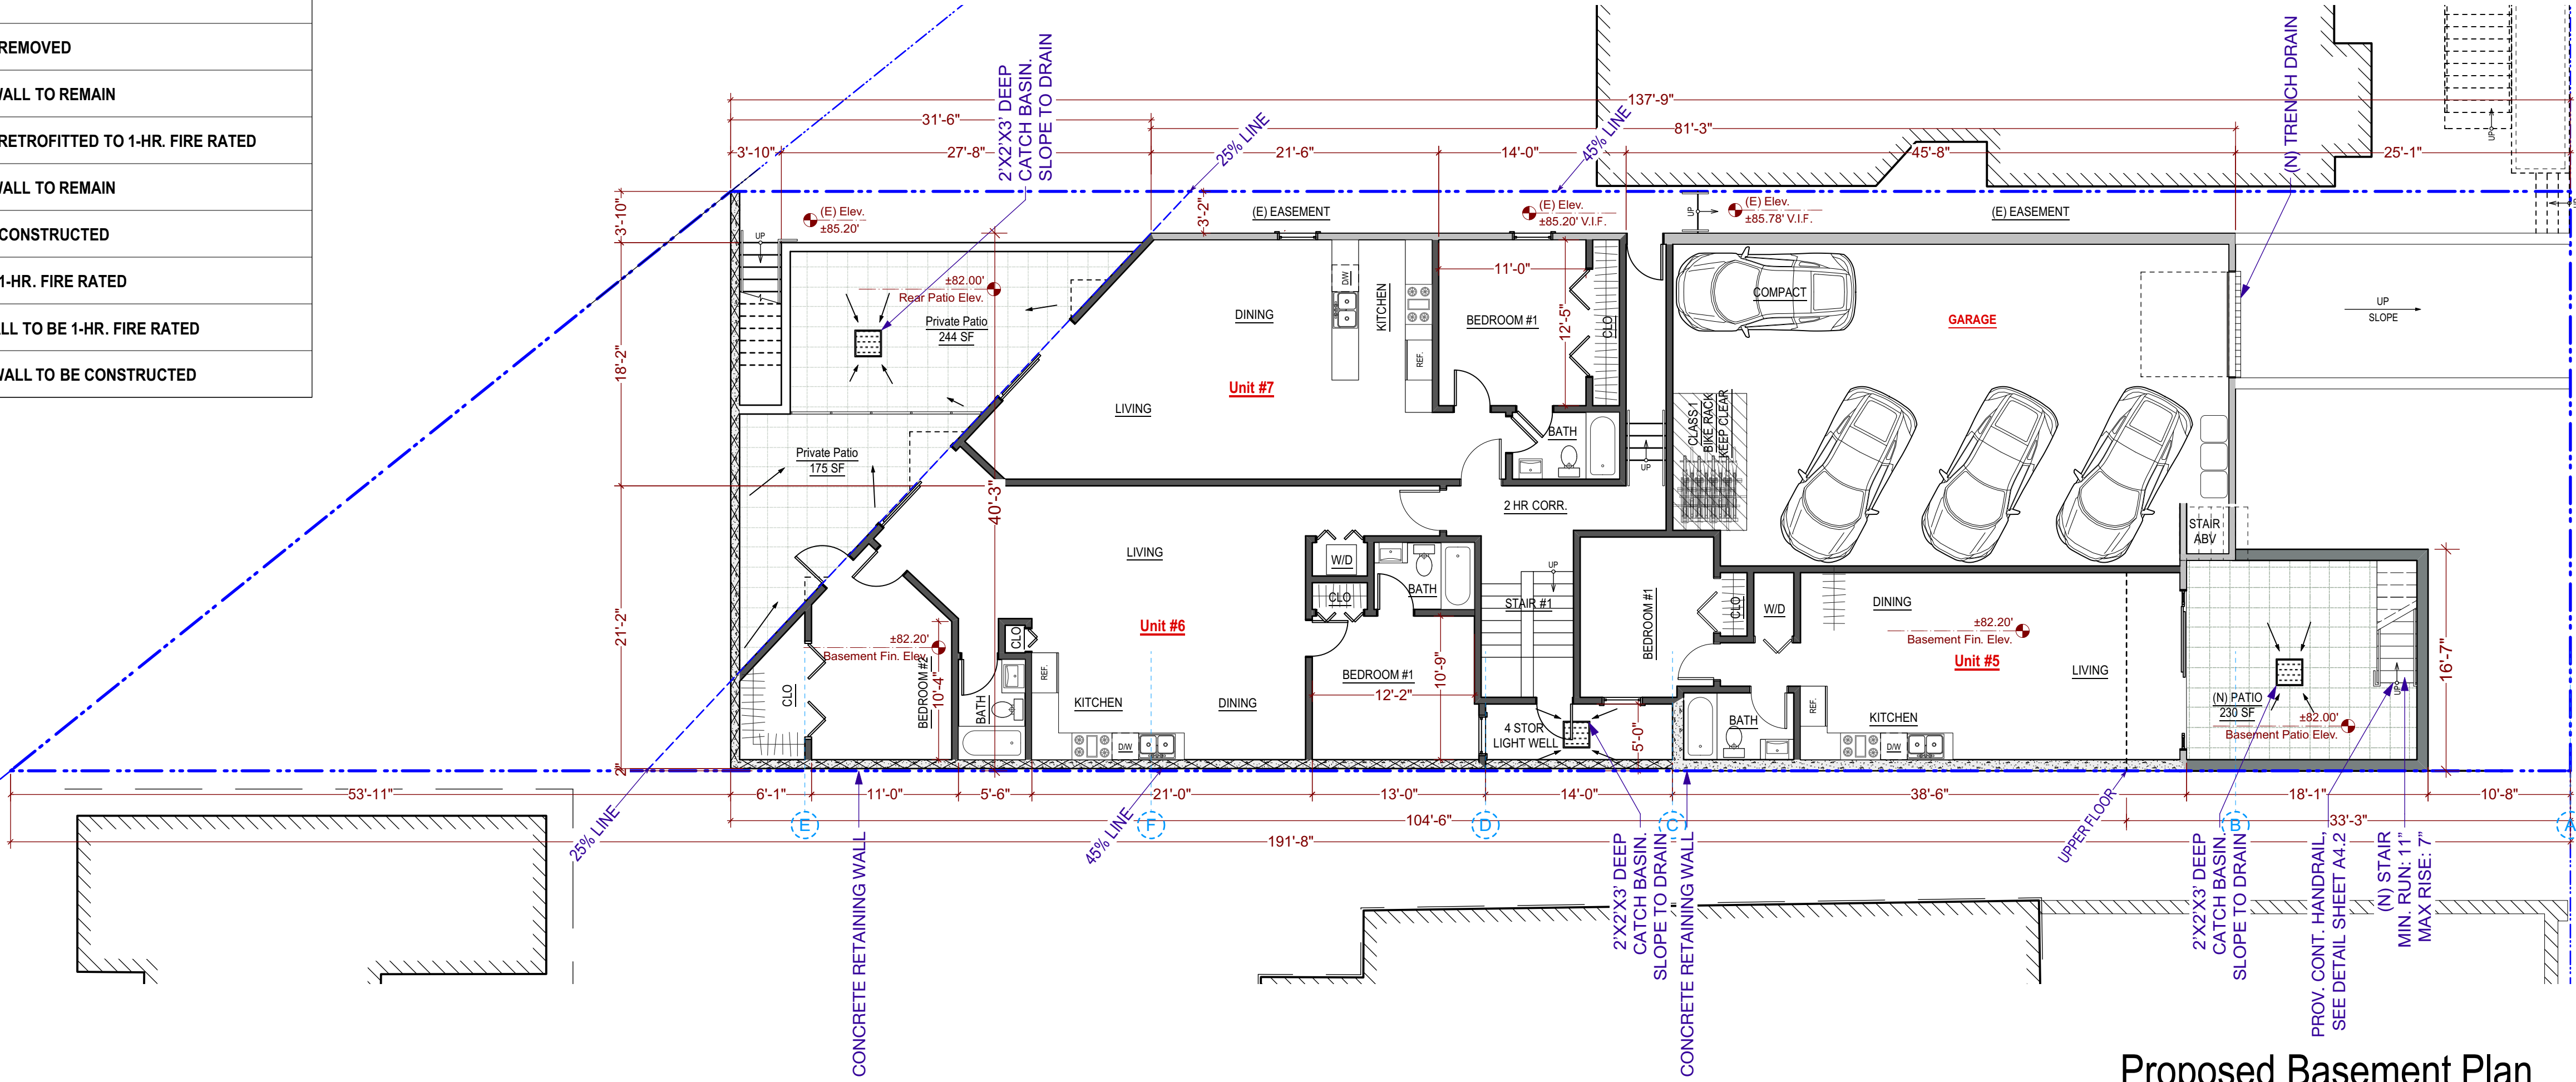 REMOVED
WALL TO REMAIN
RETROFITTED TO 1-HR. FIRE RATED
WALL TO REMAIN
CONSTRUCTED
1-HR. FIRE RATED
ALL TO BE 1-HR. FIRE RATED
WALL TO BE CONSTRUCTED
2'X2'X3' DEEP
CATCH BASIN.
SLOPE TO DRAIN
(N) TRENCH DRAIN
137'-9"
31'-6"
81'-3"
3'-10"
27'-8"
25% LINE
21'-6"
14'-0"
45% LINE
45'-8"
25'-1"
3'-10"
18'-2"
21'-2"
2"
(E) Elev.
±85.20'
3'-2"
(E) EASEMENT
(E) Elev.
±85.20' V.I.F.
UP
(E) Elev.
±85.78' V.I.F.
(E) EASEMENT
UP
UP
UP
±82.00'
Rear Patio Elev.
Private Patio
244 SF
Private Patio
175 SF
40'-3"
DINING
LIVING
Unit #7
D/W
KITCHEN
REF.
11'-0"
BEDROOM #1
12'-5"
CLO
BATH
UP
2 HR CORR.
COMPACT
GARAGE
CLASS 1
BIKE RACK
KEEP CLEAR
UP
SLOPE
STAIR
ABV
LIVING
Unit #6
W/D
CLO
BATH
UP
STAIR #1
BEDROOM #1
12'-2"
10'-9"
±82.20'
Basement Fin. Elev.
BEDROOM #2
10'-4"
CLO
BATH
CLO
REF.
KITCHEN
D/W
DINING
4 STOR
LIGHT WELL
5'-0"
BEDROOM #1
CLO
W/D
DINING
±82.20'
Basement Fin. Elev.
Unit #5
LIVING
BATH
REF.
KITCHEN
D/W
(N) PATIO
230 SF
UP
±82.00'
Basement Patio Elev.
16'-7"
53'-11"
6'-1"
11'-0"
5'-6"
21'-0"
13'-0"
14'-0"
38'-6"
18'-1"
10'-8"
E
F
D
C
B
A
104'-6"
33'-3"
191'-8"
25% LINE
45% LINE
UPPER FLOOR
CONCRETE RETAINING WALL
2'X2'X3' DEEP
CATCH BASIN.
SLOPE TO DRAIN
CONCRETE RETAINING WALL
2'X2'X3' DEEP
CATCH BASIN.
SLOPE TO DRAIN
PROV. CONT. HANDRAIL,
SEE DETAIL SHEET A4.2
(N) STAIR
MIN. RUN: 11"
MAX RISE: 7"
Proposed Basement Plan